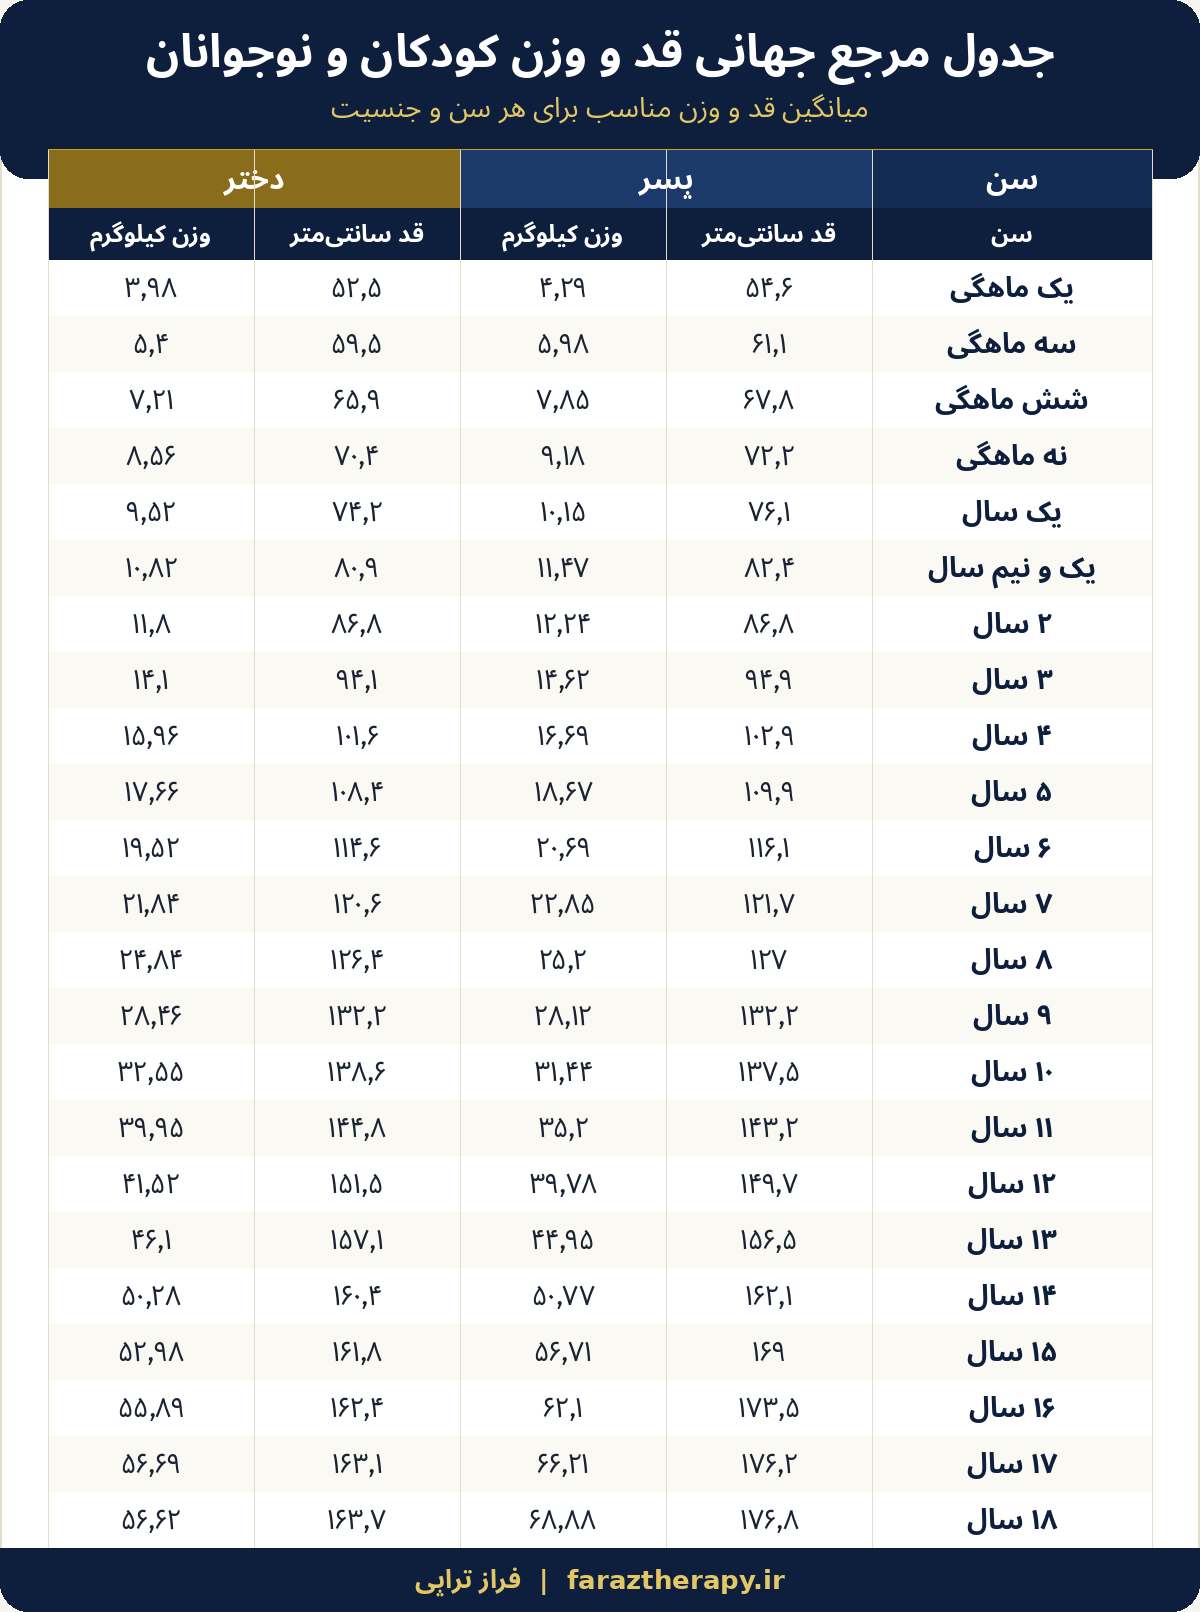 جدول مرجع جهانی قد و وزن کودکان و نوجوانان
میانگین قد و وزن مناسب برای هر سن و جنسیت
سن پسر دختر
سن قد سانتی‌متر وزن کیلوگرم قد سانتی‌متر وزن کیلوگرم
یک ماهگی ۵۴,۶ ۴,۲۹ ۵۲,۵ ۳,۹۸
سه ماهگی ۶۱,۱ ۵,۹۸ ۵۹,۵ ۵,۴
شش ماهگی ۶۷,۸ ۷,۸۵ ۶۵,۹ ۷,۲۱
نه ماهگی ۷۲,۲ ۹,۱۸ ۷۰,۴ ۸,۵۶
یک سال ۷۶,۱ ۱۰,۱۵ ۷۴,۲ ۹,۵۲
یک و نیم سال ۸۲,۴ ۱۱,۴۷ ۸۰,۹ ۱۰,۸۲
۲ سال ۸۶,۸ ۱۲,۲۴ ۸۶,۸ ۱۱,۸
۳ سال ۹۴,۹ ۱۴,۶۲ ۹۴,۱ ۱۴,۱
۴ سال ۱۰۲,۹ ۱۶,۶۹ ۱۰۱,۶ ۱۵,۹۶
۵ سال ۱۰۹,۹ ۱۸,۶۷ ۱۰۸,۴ ۱۷,۶۶
۶ سال ۱۱۶,۱ ۲۰,۶۹ ۱۱۴,۶ ۱۹,۵۲
۷ سال ۱۲۱,۷ ۲۲,۸۵ ۱۲۰,۶ ۲۱,۸۴
۸ سال ۱۲۷ ۲۵,۲ ۱۲۶,۴ ۲۴,۸۴
۹ سال ۱۳۲,۲ ۲۸,۱۲ ۱۳۲,۲ ۲۸,۴۶
۱۰ سال ۱۳۷,۵ ۳۱,۴۴ ۱۳۸,۶ ۳۲,۵۵
۱۱ سال ۱۴۳,۲ ۳۵,۲ ۱۴۴,۸ ۳۹,۹۵
۱۲ سال ۱۴۹,۷ ۳۹,۷۸ ۱۵۱,۵ ۴۱,۵۲
۱۳ سال ۱۵۶,۵ ۴۴,۹۵ ۱۵۷,۱ ۴۶,۱
۱۴ سال ۱۶۲,۱ ۵۰,۷۷ ۱۶۰,۴ ۵۰,۲۸
۱۵ سال ۱۶۹ ۵۶,۷۱ ۱۶۱,۸ ۵۲,۹۸
۱۶ سال ۱۷۳,۵ ۶۲,۱ ۱۶۲,۴ ۵۵,۸۹
۱۷ سال ۱۷۶,۲ ۶۶,۲۱ ۱۶۳,۱ ۵۶,۶۹
۱۸ سال ۱۷۶,۸ ۶۸,۸۸ ۱۶۳,۷ ۵۶,۶۲
فراز تراپی | faraztherapy.ir